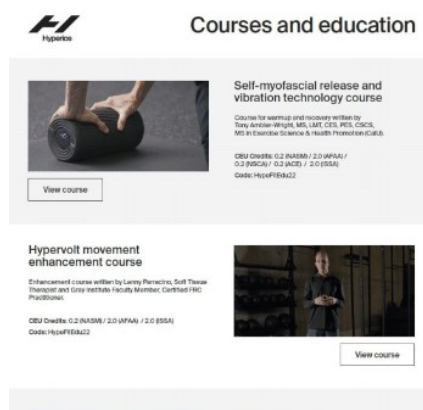 Hyperice
Courses and education
Self-myofascial release and
vibration technology course
Course for warmup and recovery written by
Tony Ambler-Wright, MS, LMT, CES, PES, CSCS,
MS in Exercise Science & Health Promotion (CalU).
CEU Credits: 0.2 (NASM) / 2.0 (AFAA) /
0.2 (NSCA) / 0.2 (ACE) / 2.0 (ISSA)
Code: HypeFitEdu22
View course
Hypervolt movement
enhancement course
Enhancement course written by Lenny Parracino, Soft Tissue
Therapist and Gray Institute Faculty Member, Certified FRC
Practitioner.
CEU Credits: 0.2 (NASM) / 2.0 (AFAA) / 2.0 (ISSA)
Code: HypeFitEdu22
View course